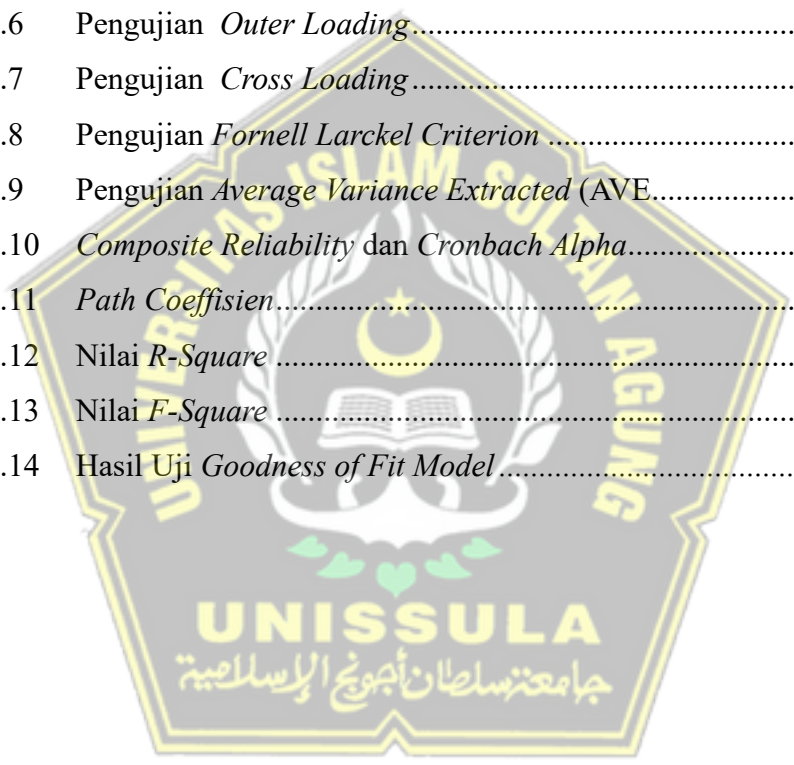 .6 Pengujian Outer Loading................................................
.7 Pengujian Cross Loading................................................
.8 Pengujian Fornell Larckel Criterion...............................
.9 Pengujian Average Variance Extracted (AVE..................
.10 Composite Reliability dan Cronbach Alpha.....................
.11 Path Coeffisien.................................................................
.12 Nilai R-Square.................................................................
.13 Nilai F-Square.................................................................
.14 Hasil Uji Goodness of Fit Model.....................................
UNIVERSITAS ISLAM SULTAN AGUNG
UNISSULA
جامعة سلطان أجونج الإسلامية